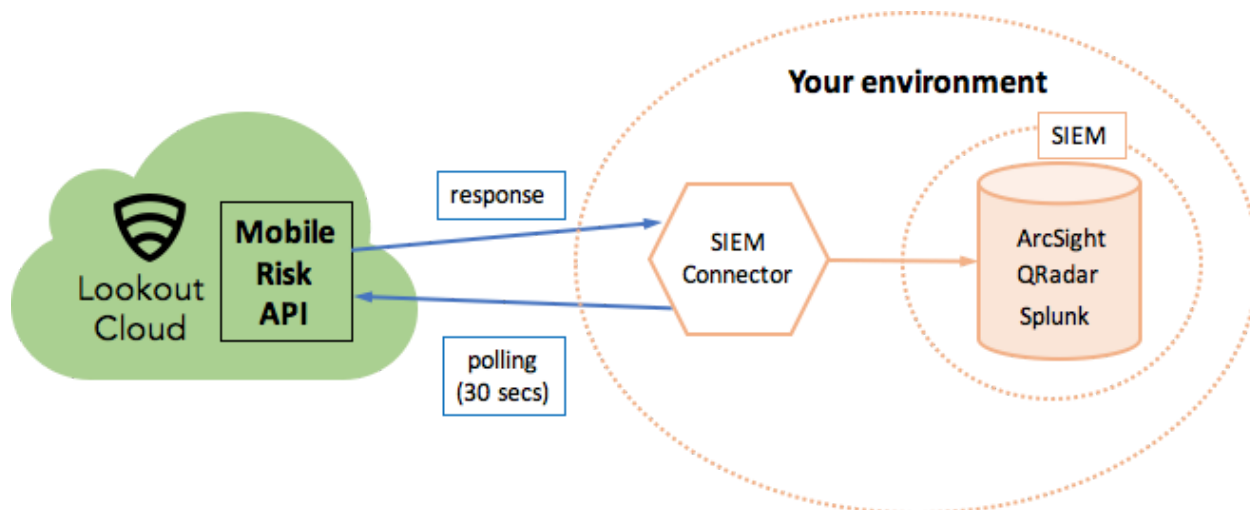 Your environment
SIEM
response
Mobile
Risk
API
Lookout
Cloud
SIEM
Connector
ArcSight
QRadar
Splunk
polling
(30 secs)